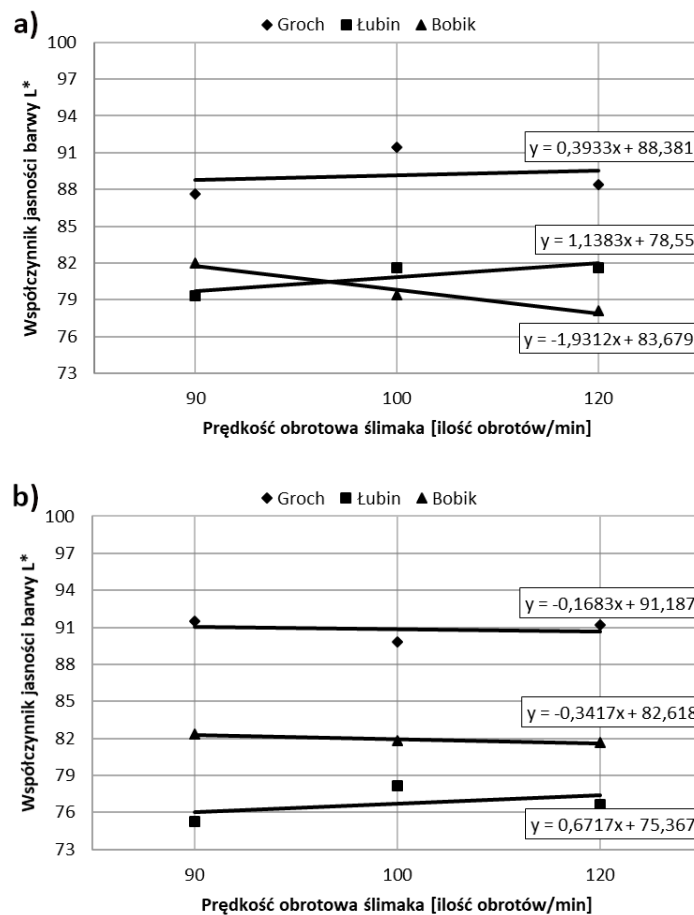 a)
◆ Groch ■ Łubin ▲ Bobik
Współczynnik jasności barwy L*
100
97
94
91
88
85
82
79
76
73
y = 0,3933x + 88,381
y = 1,1383x + 78,55
y = -1,9312x + 83,679
90 100 120
Prędkość obrotowa ślimaka [ilość obrotów/min]
b)
◆ Groch ■ Łubin ▲ Bobik
Współczynnik jasności barwy L*
100
97
94
91
88
85
82
79
76
73
y = -0,1683x + 91,187
y = -0,3417x + 82,618
y = 0,6717x + 75,367
90 100 120
Prędkość obrotowa ślimaka [ilość obrotów/min]